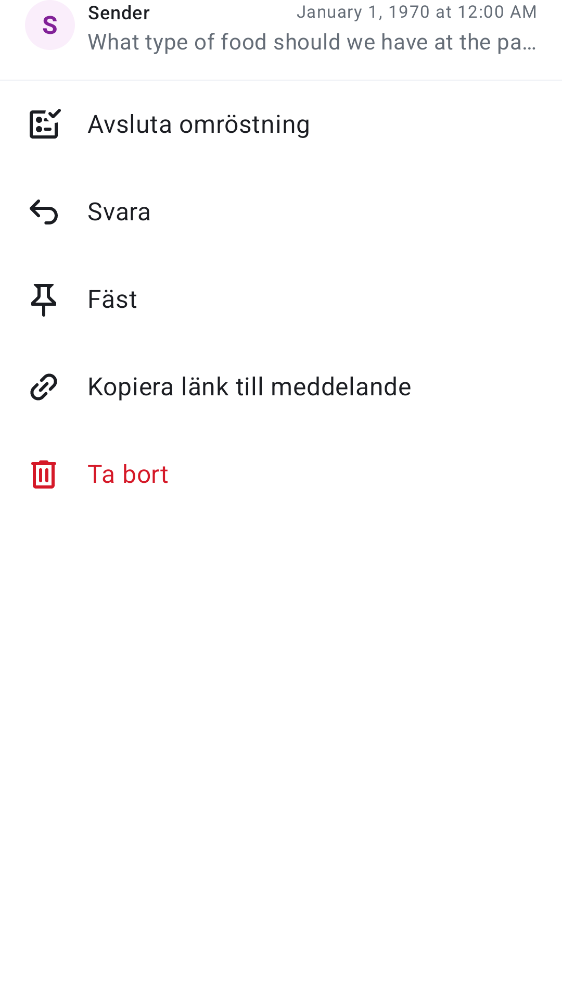 S
Sender
January 1, 1970 at 12:00 AM
What type of food should we have at the pa…
Avsluta omröstning
Svara
Fäst
Kopiera länk till meddelande
Ta bort